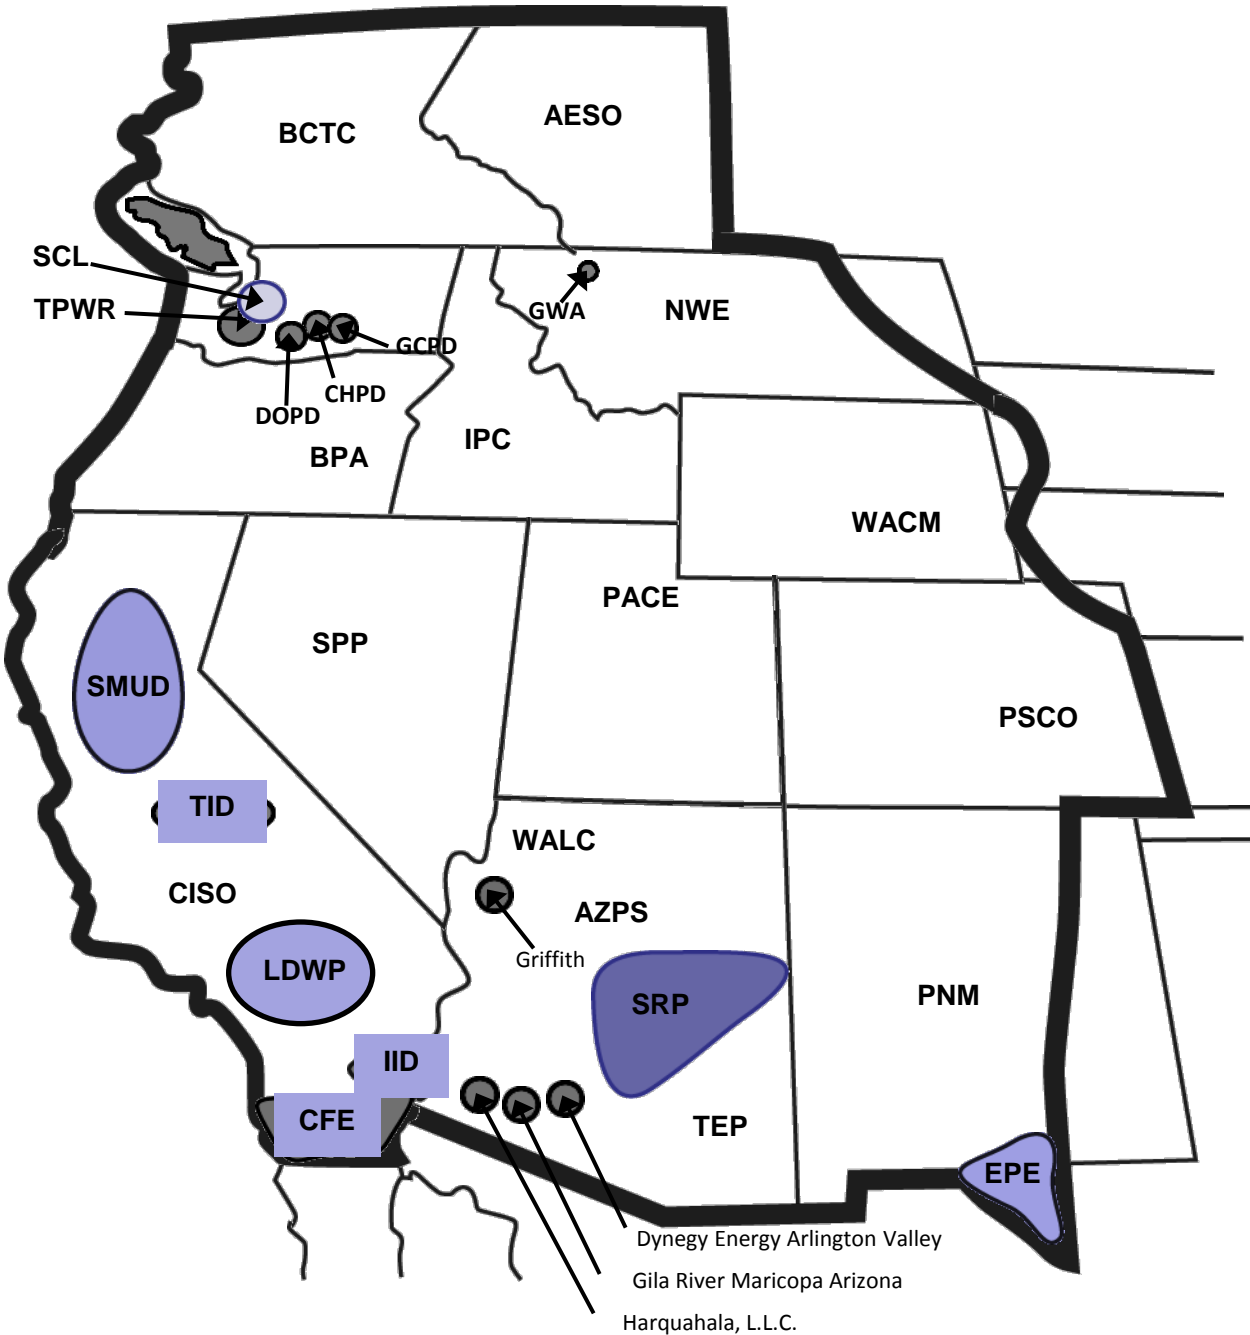 AESO
BCTC
SCL
TPWR
GWA
NWE
GCPD
CHPD
DOPD
IPC
BPA
WACM
PACE
SPP
SMUD
PSCO
TID
WALC
CISO
AZPS
Griffith
LDWP
SRP
PNM
IID
CFE
TEP
EPE
Dynegy Energy Arlington Valley
Gila River Maricopa Arizona
Harquahala, L.L.C.